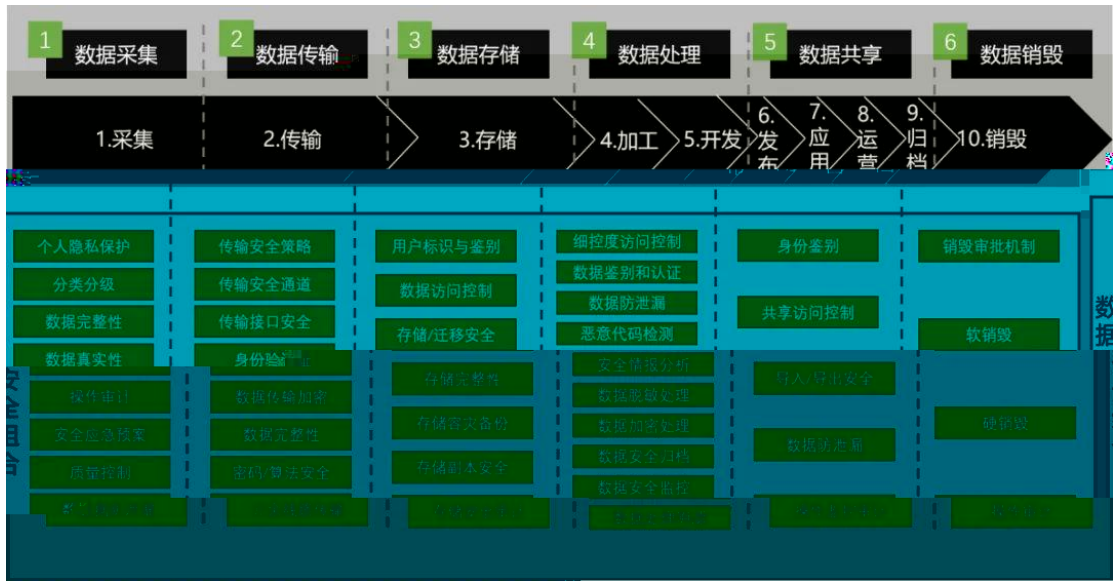 1 数据采集
2 数据传输
3 数据存储
4 数据处理
5 数据共享
6 数据销毁
1.采集
2.传输
3.存储
4.加工
5.开发
6.发布
7.应用
8.运营
9.归档
10.销毁
个人隐私保护
分类分级
数据完整性
数据真实性
操作审计
安全应急预案
质量控制
传输安全策略
传输安全通道
传输接口安全
身份验
数据传输加密
数据完整性
密码/算法安全
用户标识与鉴别
数据访问控制
存储/迁移安全
存储完整性
存储容灾备份
存储副本安全
细控度访问控制
数据鉴别和认证
数据防泄漏
恶意代码检测
安全情报分析
数据脱敏处理
数据加密处理
数据安全归档
数据安全监控
身份鉴别
共享访问控制
导入/导出安全
数据防泄漏
销毁审批机制
软销毁
硬销毁
数据